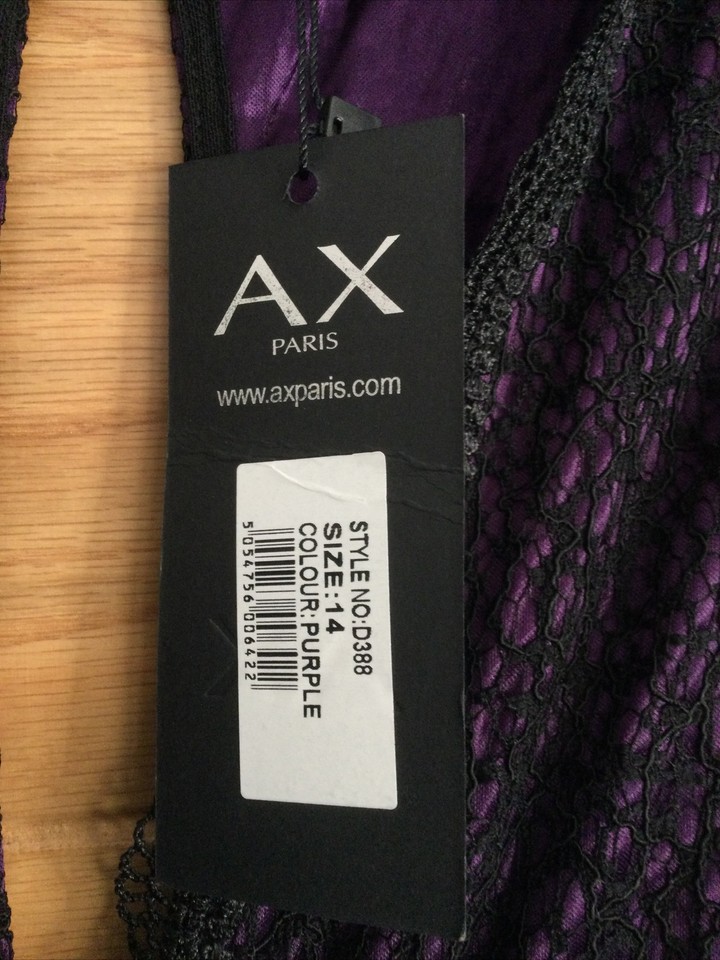 AX
PARIS
www.axparis.com
STYLE NO:D388
SIZE:14
COLOUR:PURPLE
5 054756 006422